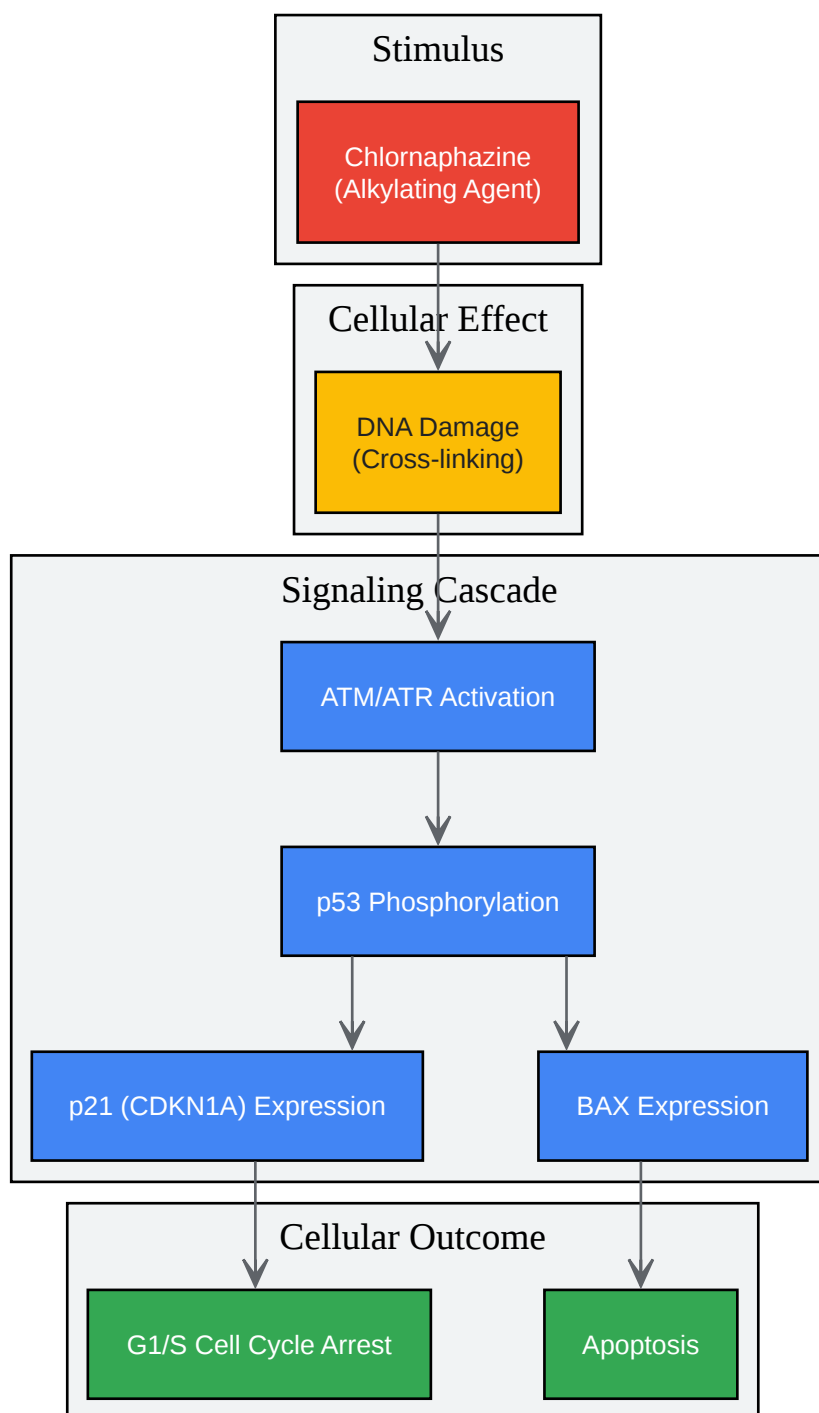 Stimulus
Chlornaphazine
(Alkylating Agent)
Cellular Effect
DNA Damage
(Cross-linking)
Signaling Cascade
ATM/ATR Activation
p53 Phosphorylation
p21 (CDKN1A) Expression
BAX Expression
Cellular Outcome
G1/S Cell Cycle Arrest
Apoptosis